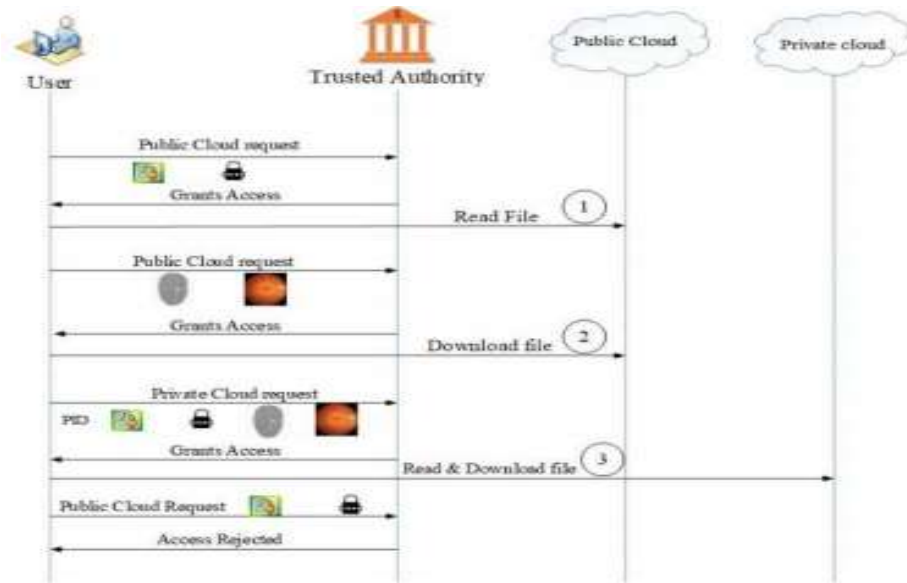 User
Trusted Authority
Public Cloud
Private cloud
Public Cloud request
Grants Access
Read File
1
Public Cloud request
Grants Access
Download file
2
Private Cloud request
PID
Grants Access
Read & Download file
3
Public Cloud Request
Access Rejected